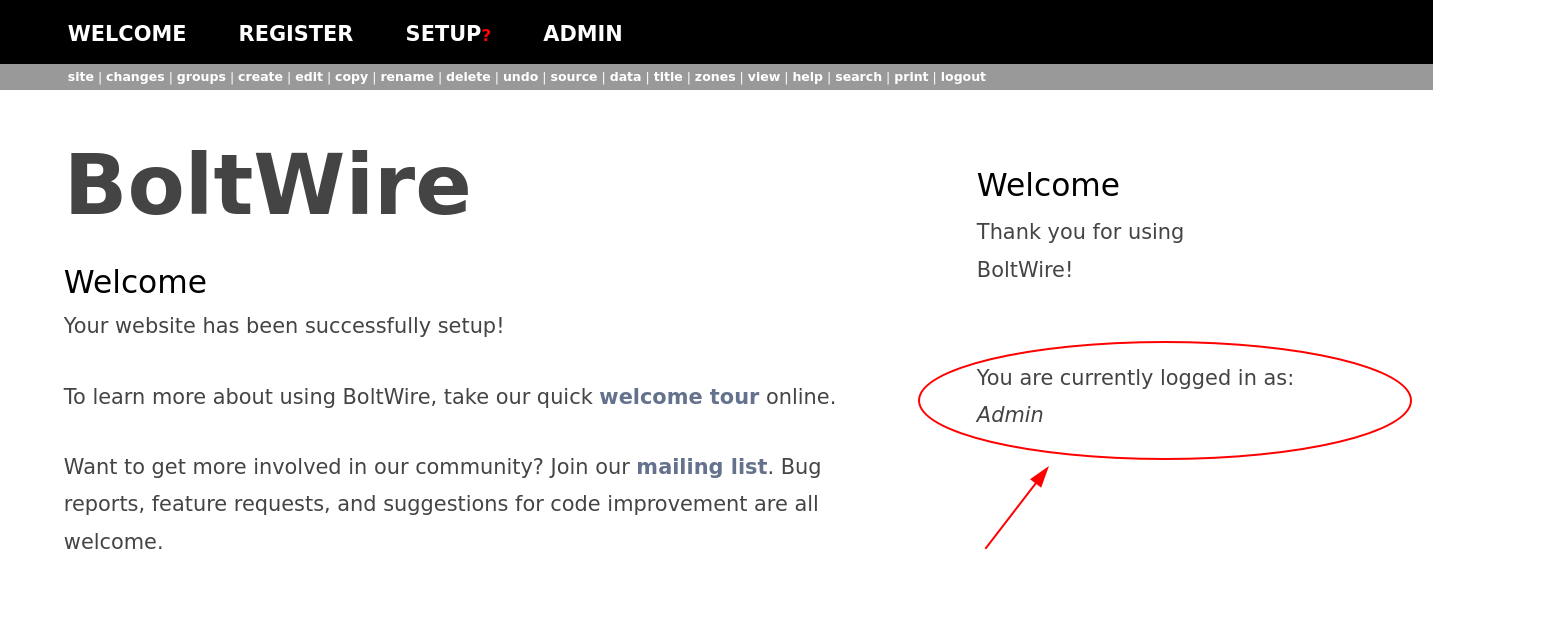 WELCOME REGISTER SETUP? ADMIN
site | changes | groups | create | edit | copy | rename | delete | undo | source | data | title | zones | view | help | search | print | logout
BoltWire
Welcome
Your website has been successfully setup!
To learn more about using BoltWire, take our quick welcome tour online.
Want to get more involved in our community? Join our mailing list. Bug
reports, feature requests, and suggestions for code improvement are all
welcome.
Welcome
Thank you for using
BoltWire!
You are currently logged in as:
Admin